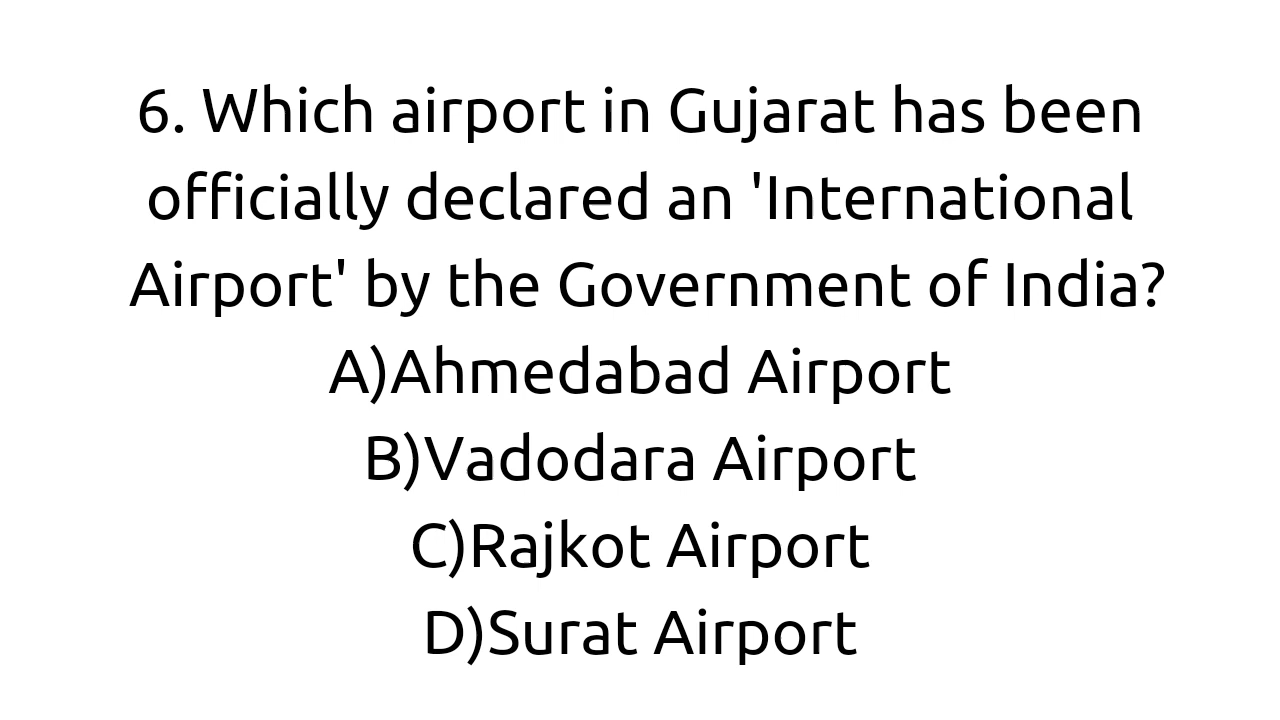 6. Which airport in Gujarat has been
officially declared an 'International
Airport' by the Government of India?
A)Ahmedabad Airport
B)Vadodara Airport
C)Rajkot Airport
D)Surat Airport